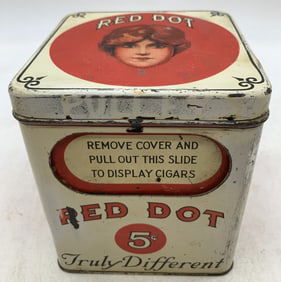 RED DOT
REMOVE COVER AND
PULL OUT THIS SLIDE
TO DISPLAY CIGARS
RED DOT
5¢
Truly Different